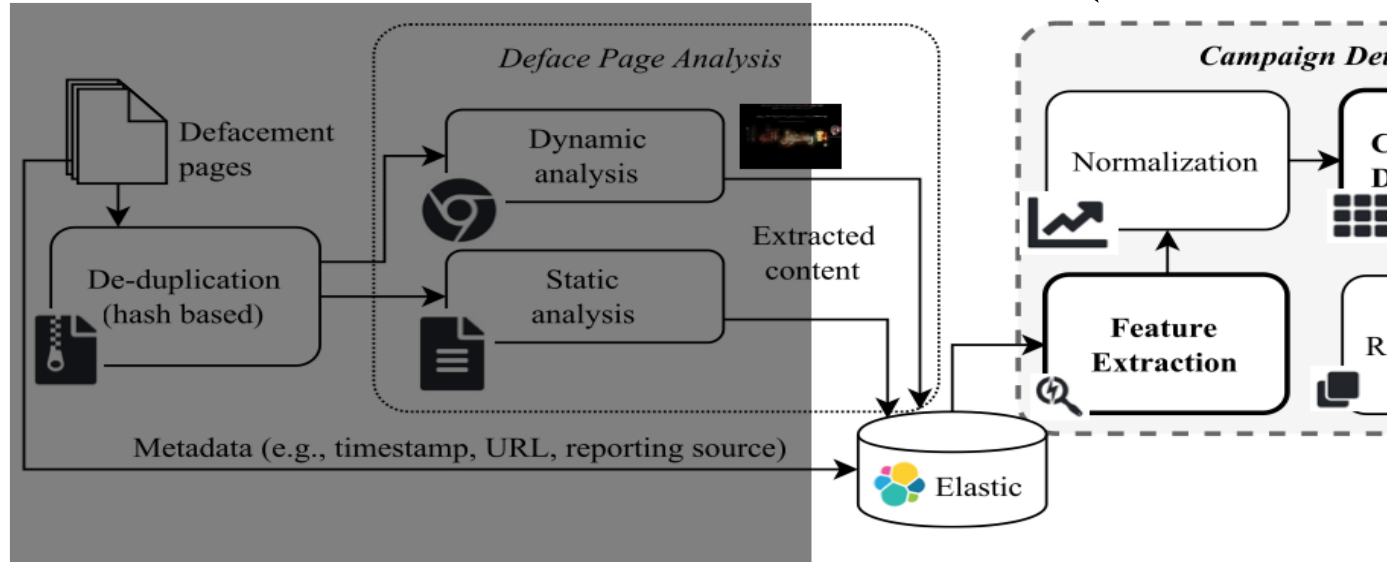 Deface Page Analysis
Campaign
Defacement
pages
Dynamic
analysis
Normalization
De-duplication
(hash based)
Static
analysis
Extracted
content
Feature
Extraction
Metadata (e.g., timestamp, URL, reporting source)
Elastic